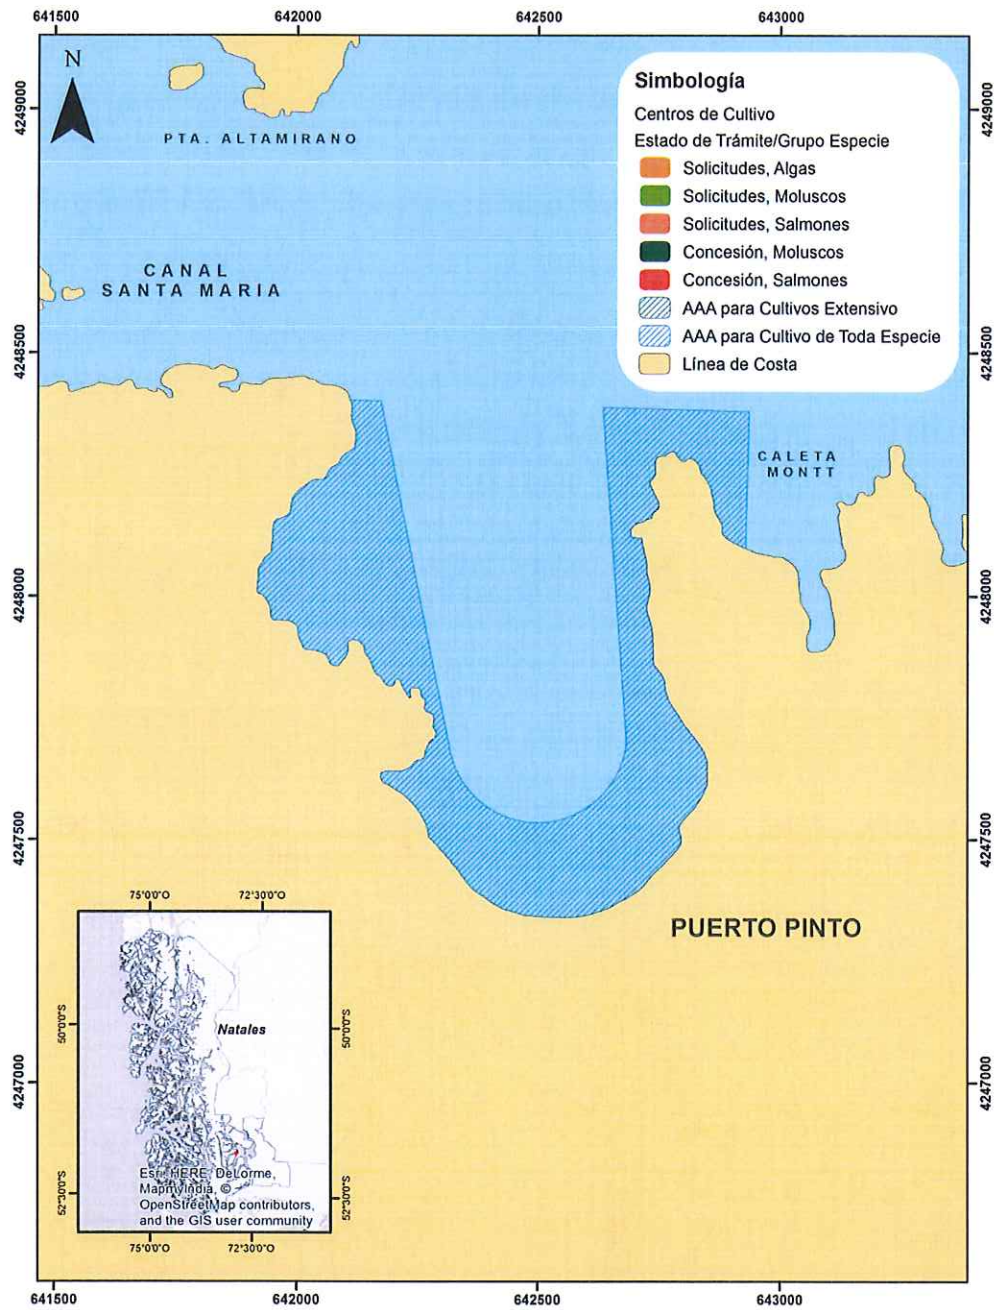 641500
642000
642500
643000
4249000
4249000
N
PTA. ALTAMIRANO
Simbología
Centros de Cultivo
Estado de Trámite/Grupo Especie
Solicitudes, Algas
Solicitudes, Moluscos
Solicitudes, Salmones
Concesión, Moluscos
Concesión, Salmones
AAA para Cultivos Extensivo
AAA para Cultivo de Toda Especie
Línea de Costa
CANAL
SANTA MARIA
4248500
4248500
CALETA
MONTT
4248000
4248000
4247500
4247500
PUERTO PINTO
75°0'0"O
72°30'0"O
50°0'0"S
50°0'0"S
Natales
4247000
4247000
52°30'0"S
52°30'0"S
Esri, HERE, DeLorme,
MapmyIndia, ©
OpenStreetMap contributors,
and the GIS user community
75°0'0"O
72°30'0"O
641500
642000
642500
643000